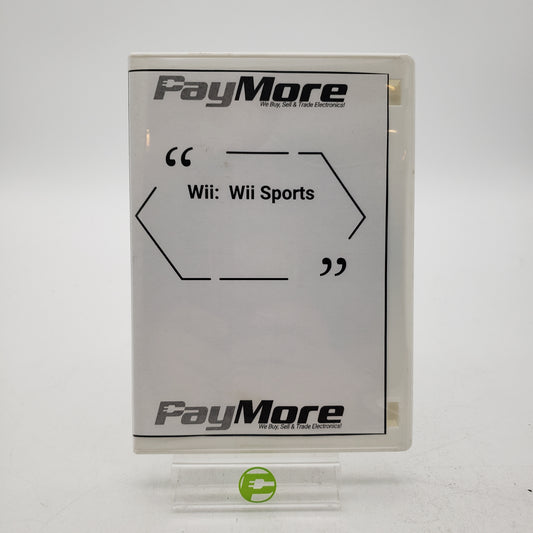 PayMore
We Buy, Sell & Trade Electronics!
“
Wii: Wii Sports
”
PayMore
We Buy, Sell & Trade Electronics!